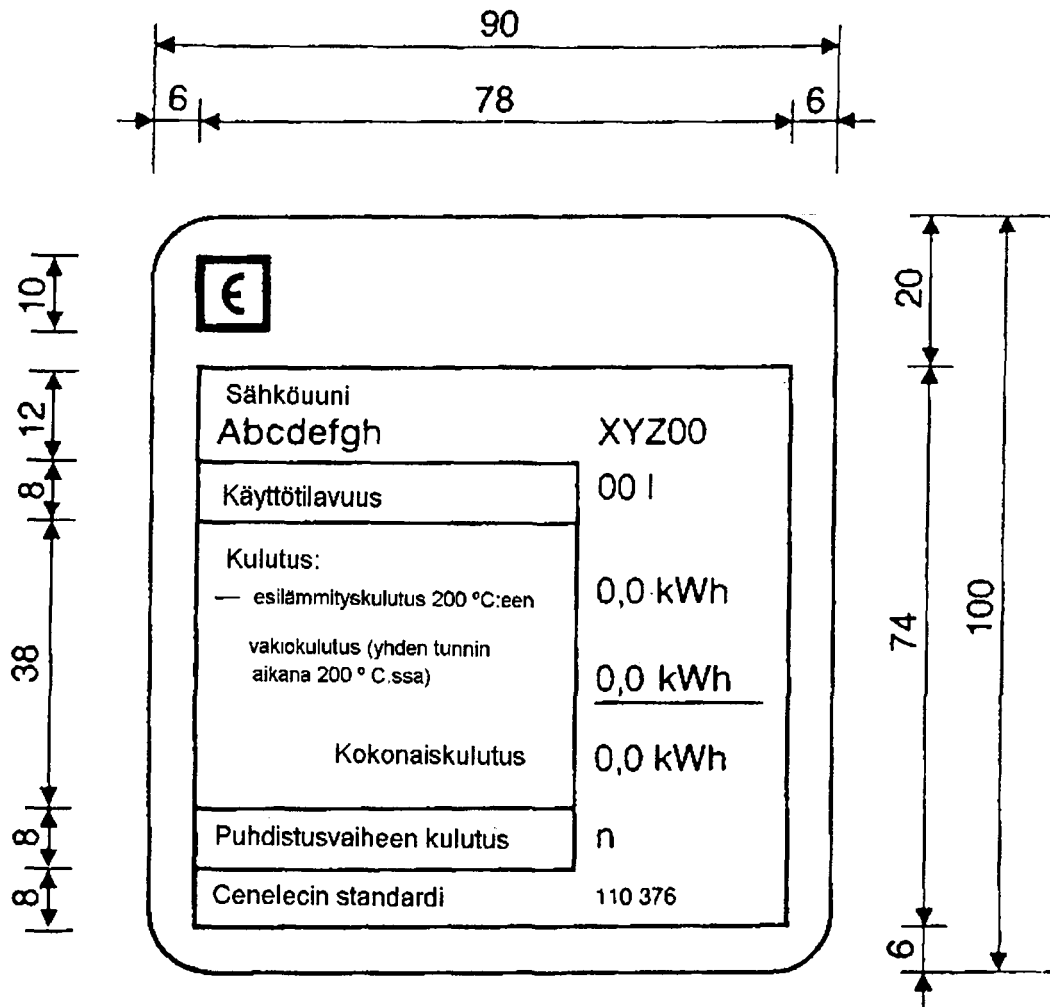 90
6 78 6
10
20
Є
12
Sähköuuni
Abcdefgh XYZ00
8
Käyttötilavuus 00 l
38
Kulutus:
— esilämmityskulutus 200 °C:een 0,0 kWh
vakiokulutus (yhden tunnin
aikana 200 ° C.ssa) 0,0 kWh
Kokonaiskulutus 0,0 kWh
74
100
8
Puhdistusvaiheen kulutus n
8
Cenelecin standardi 110 376
6